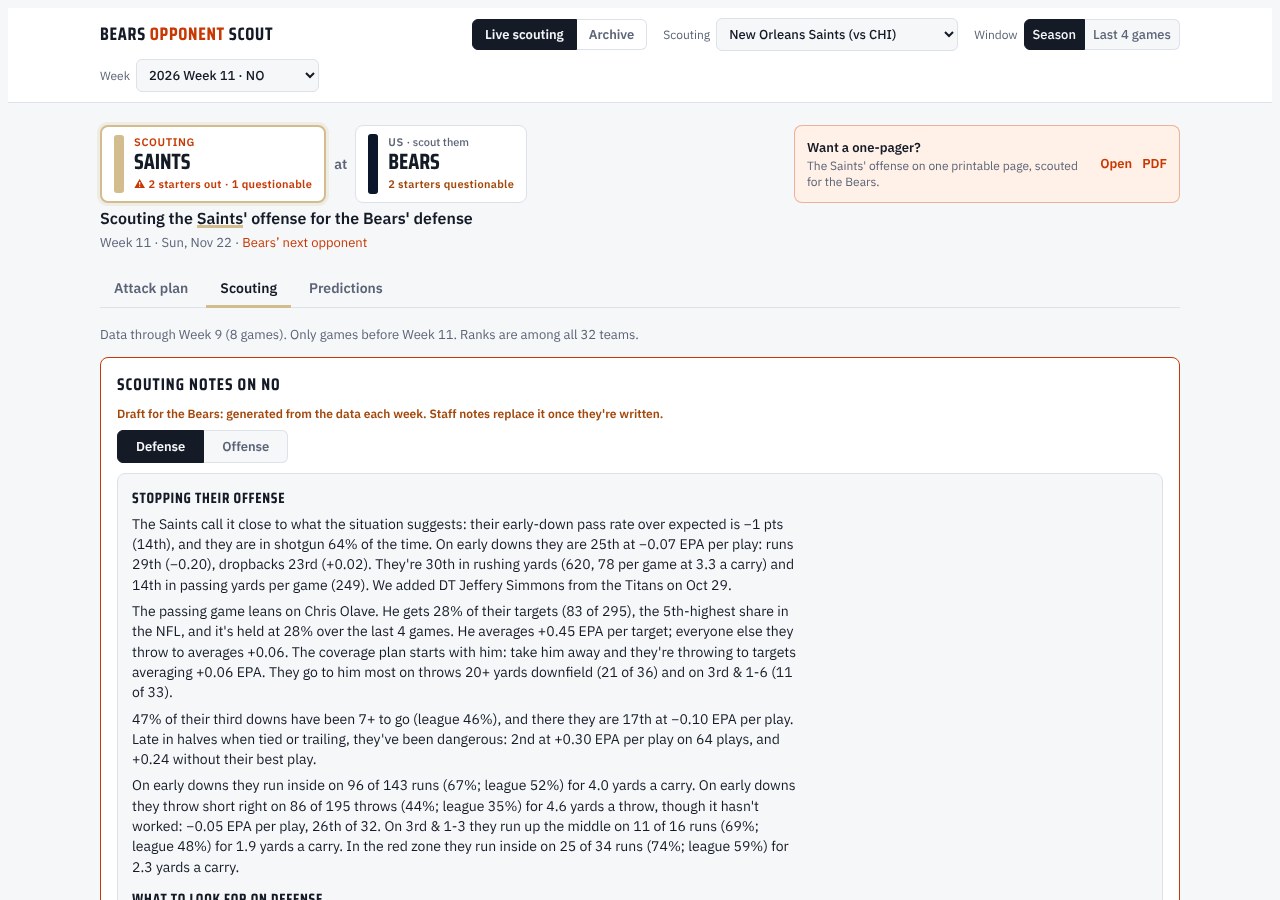 BEARS OPPONENT SCOUT
Live scouting Archive Scouting New Orleans Saints (vs CHI) Window Season Last 4 games
Week 2026 Week 11 · NO
SCOUTING
SAINTS
⚠ 2 starters out · 1 questionable
at
US · scout them
BEARS
2 starters questionable
Want a one-pager?
The Saints' offense on one printable page, scouted
for the Bears.
Open PDF
Scouting the Saints' offense for the Bears' defense
Week 11 · Sun, Nov 22 · Bears’ next opponent
Attack plan Scouting Predictions
Data through Week 9 (8 games). Only games before Week 11. Ranks are among all 32 teams.
SCOUTING NOTES ON NO
Draft for the Bears: generated from the data each week. Staff notes replace it once they're written.
Defense Offense
STOPPING THEIR OFFENSE
The Saints call it close to what the situation suggests: their early-down pass rate over expected is −1 pts
(14th), and they are in shotgun 64% of the time. On early downs they are 25th at −0.07 EPA per play: runs
29th (−0.20), dropbacks 23rd (+0.02). They're 30th in rushing yards (620, 78 per game at 3.3 a carry) and
14th in passing yards per game (249). We added DT Jeffery Simmons from the Titans on Oct 29.
The passing game leans on Chris Olave. He gets 28% of their targets (83 of 295), the 5th-highest share in
the NFL, and it's held at 28% over the last 4 games. He averages +0.45 EPA per target; everyone else they
throw to averages +0.06. The coverage plan starts with him: take him away and they're throwing to targets
averaging +0.06 EPA. They go to him most on throws 20+ yards downfield (21 of 36) and on 3rd & 1-6 (11
of 33).
47% of their third downs have been 7+ to go (league 46%), and there they are 17th at −0.10 EPA per play.
Late in halves when tied or trailing, they've been dangerous: 2nd at +0.30 EPA per play on 64 plays, and
+0.24 without their best play.
On early downs they run inside on 96 of 143 runs (67%; league 52%) for 4.0 yards a carry. On early downs
they throw short right on 86 of 195 throws (44%; league 35%) for 4.6 yards a throw, though it hasn't
worked: −0.05 EPA per play, 26th of 32. On 3rd & 1-3 they run up the middle on 11 of 16 runs (69%;
league 48%) for 1.9 yards a carry. In the red zone they run inside on 25 of 34 runs (74%; league 59%) for
2.3 yards a carry.
WHAT TO LOOK FOR ON DEFENSE